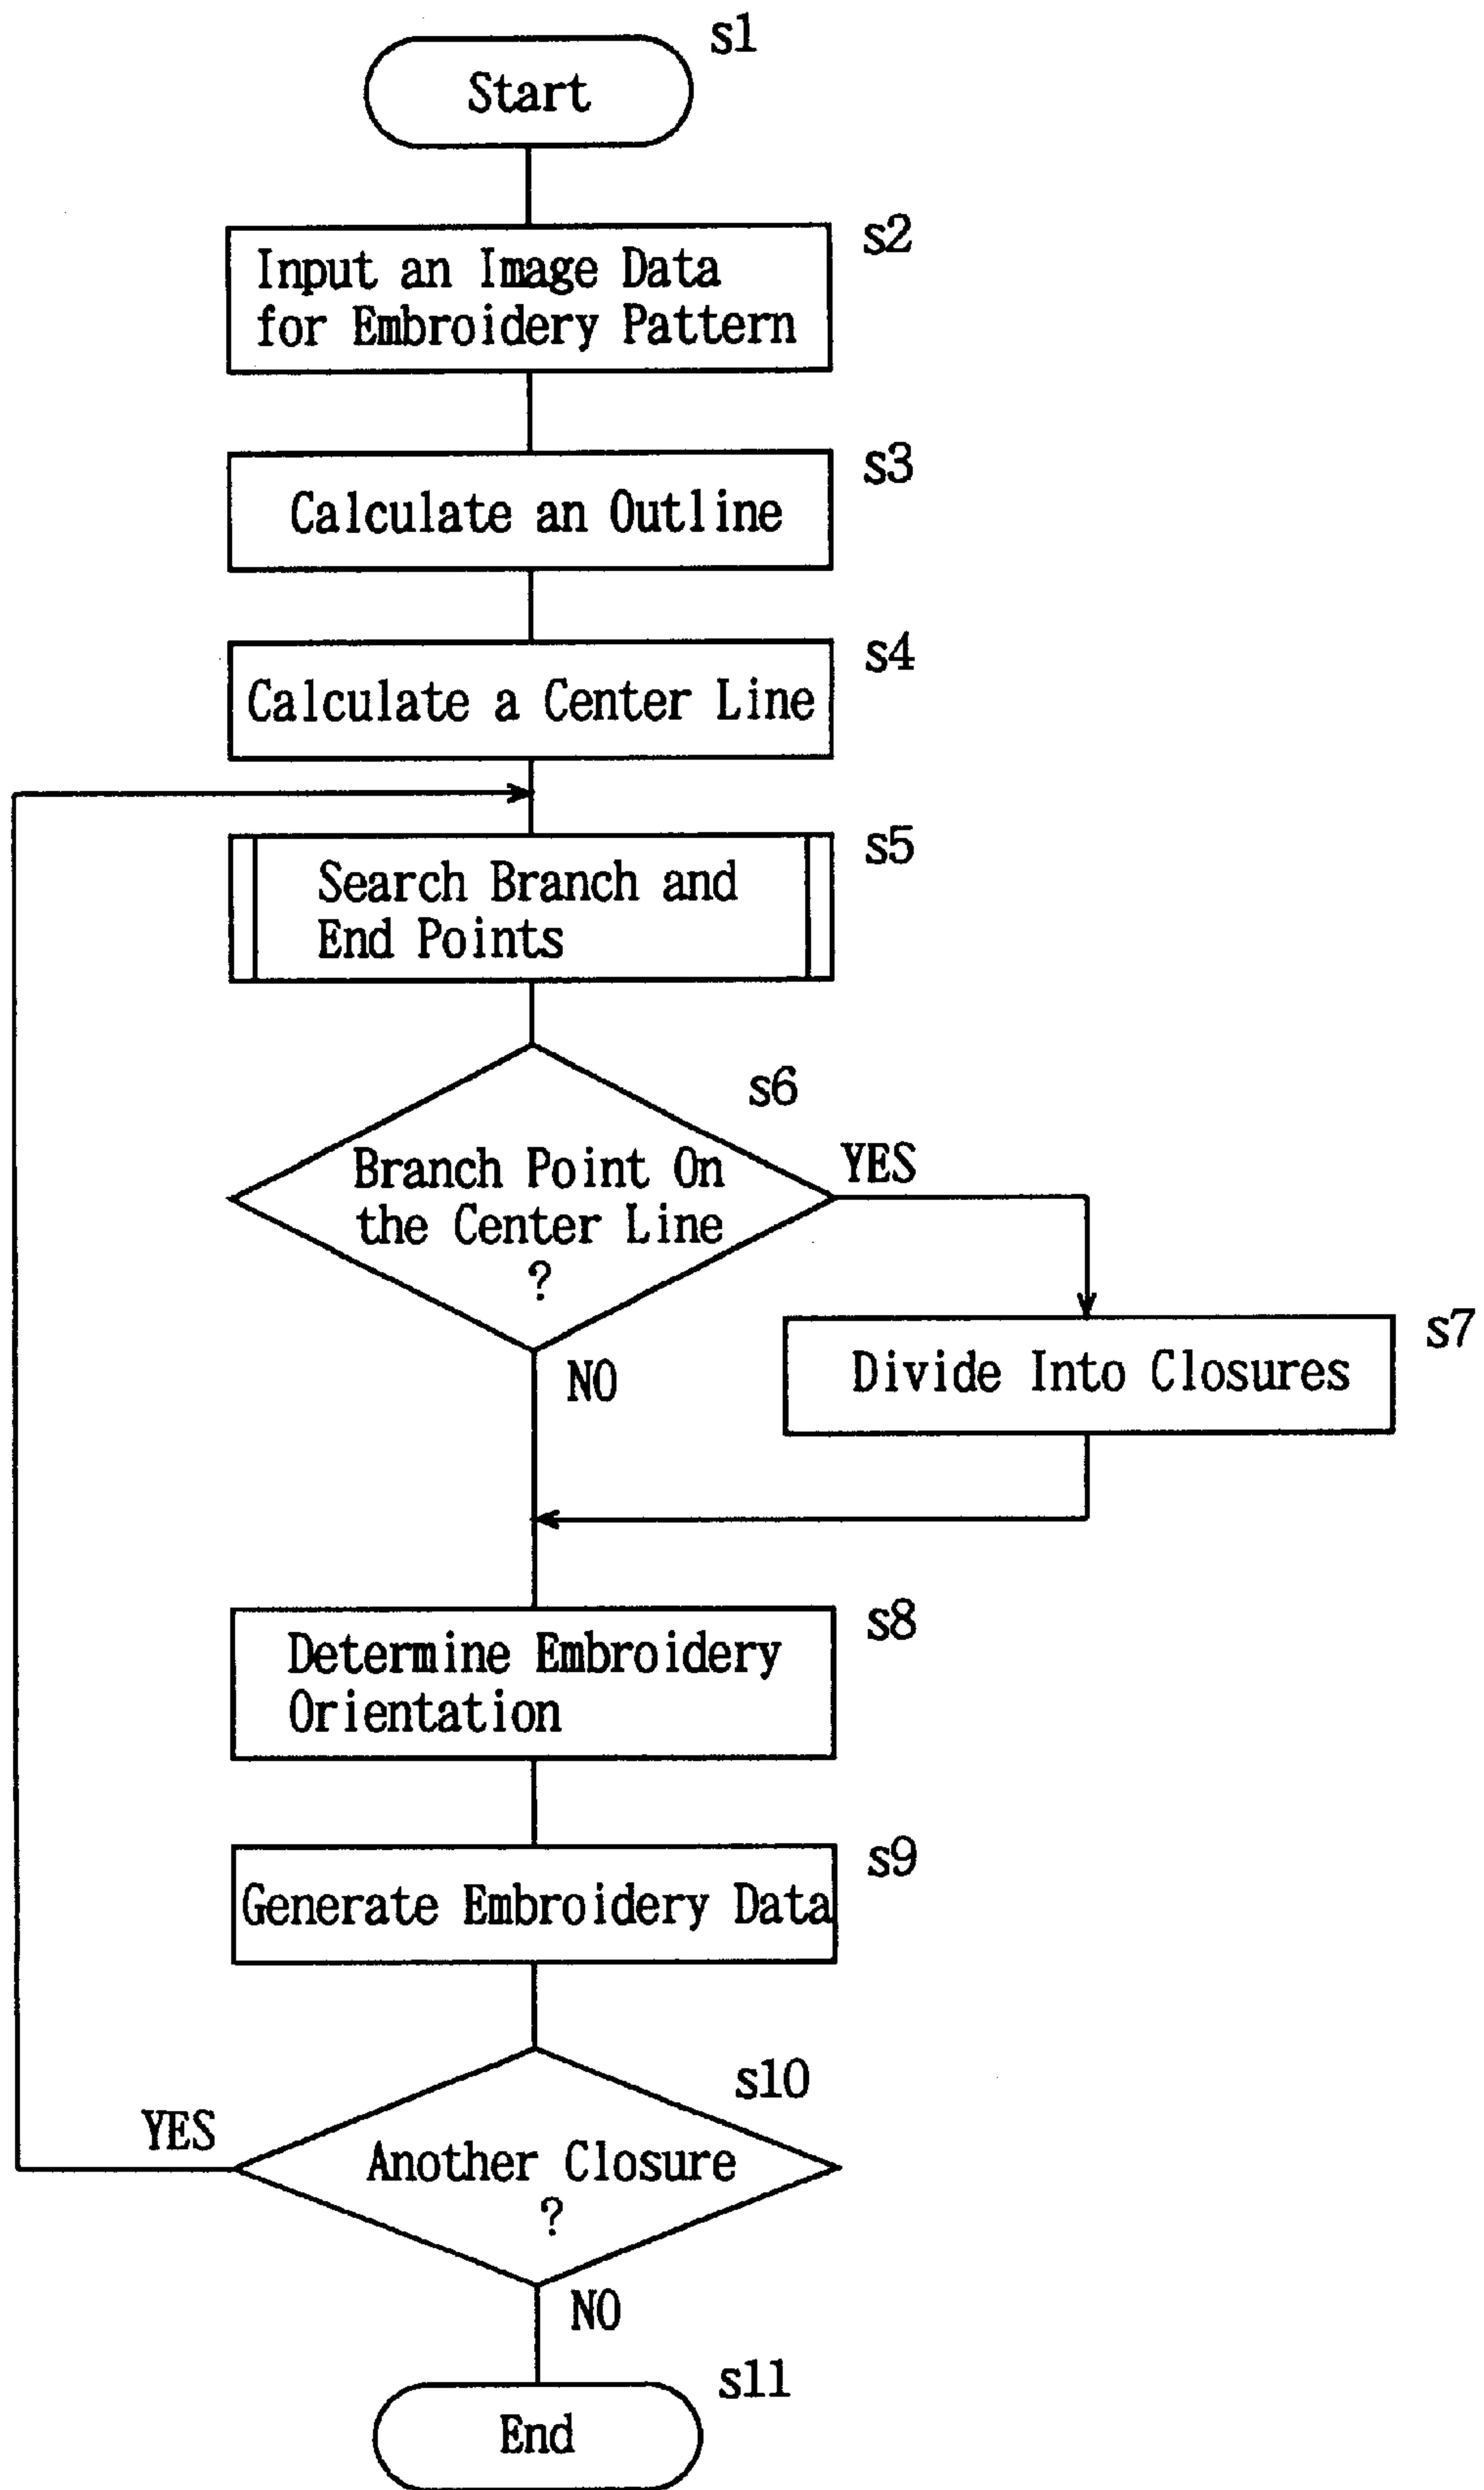 s1
Start
s2
Input an Image Data
for Embroidery Pattern
s3
Calculate an Outline
s4
Calculate a Center Line
s5
Search Branch and
End Points
s6
Branch Point On
the Center Line
?
YES
NO
s7
Divide Into Closures
s8
Determine Embroidery
Orientation
s9
Generate Embroidery Data
s10
YES
Another Closure
?
NO
s11
End